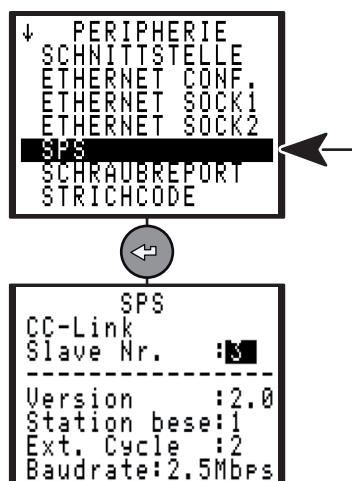 ↓ PERIPHERIE
SCHNITTSTELLE
ETHERNET CONF.
ETHERNET SOCK1
ETHERNET SOCK2
SPS
SCHRAUBREPORT
STRICHCODE
SPS
CC-Link
Slave Nr. :3
--------------------
Version :2.0
Station bese:1
Ext. Cycle :2
Baudrate:2.5Mbps